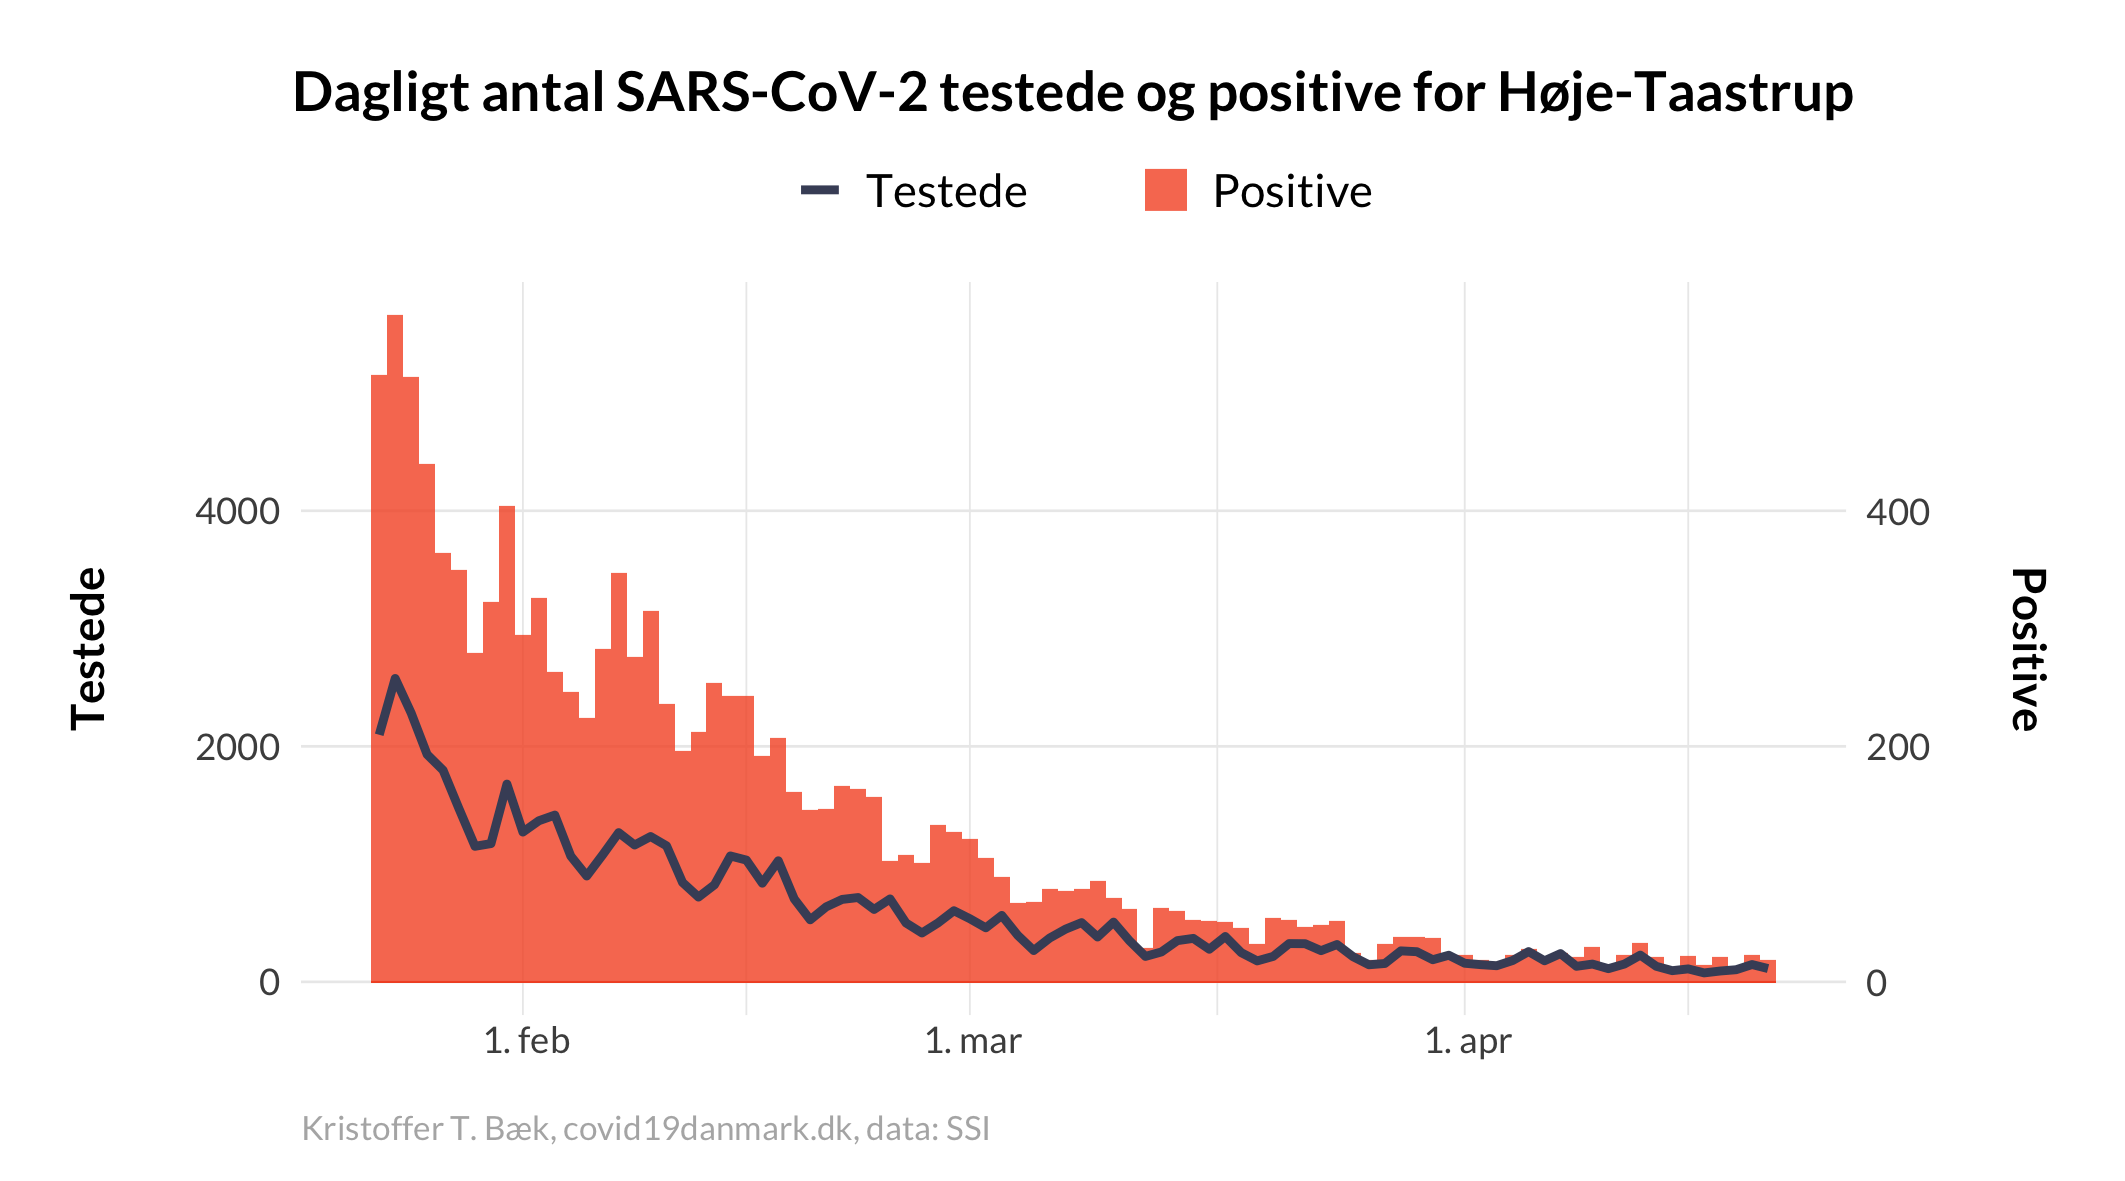 Dagligt antal SARS-CoV-2 testede og positive for Høje-Taastrup
Testede
Positive
4000
2000
0
Testede
400
200
0
Positive
1. feb
1. mar
1. apr
Kristoffer T. Bæk, covid19danmark.dk, data: SSI